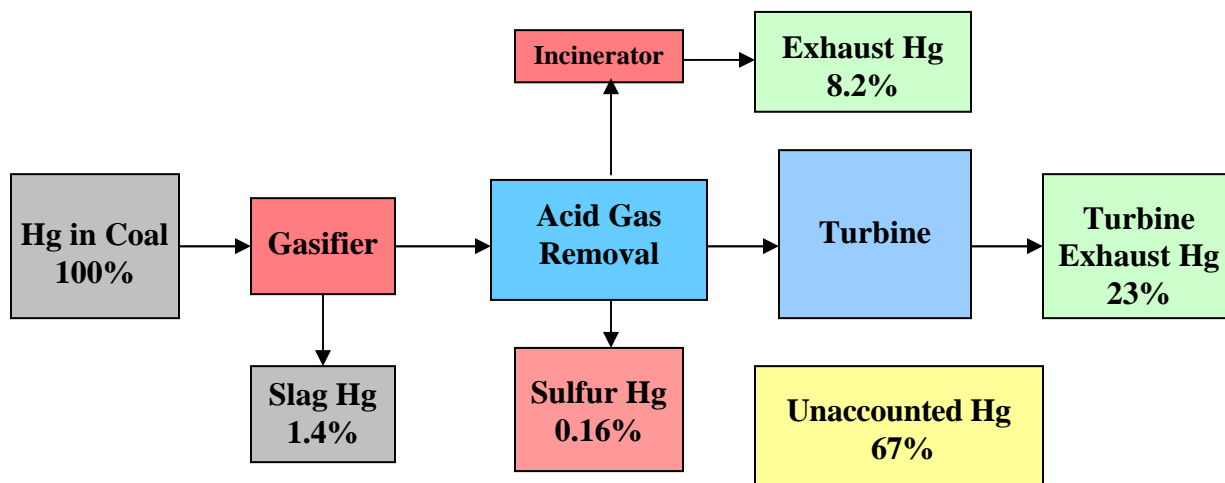 Incinerator
Exhaust Hg
8.2%
Hg in Coal
100%
Gasifier
Acid Gas
Removal
Turbine
Turbine
Exhaust Hg
23%
Slag Hg
1.4%
Sulfur Hg
0.16%
Unaccounted Hg
67%